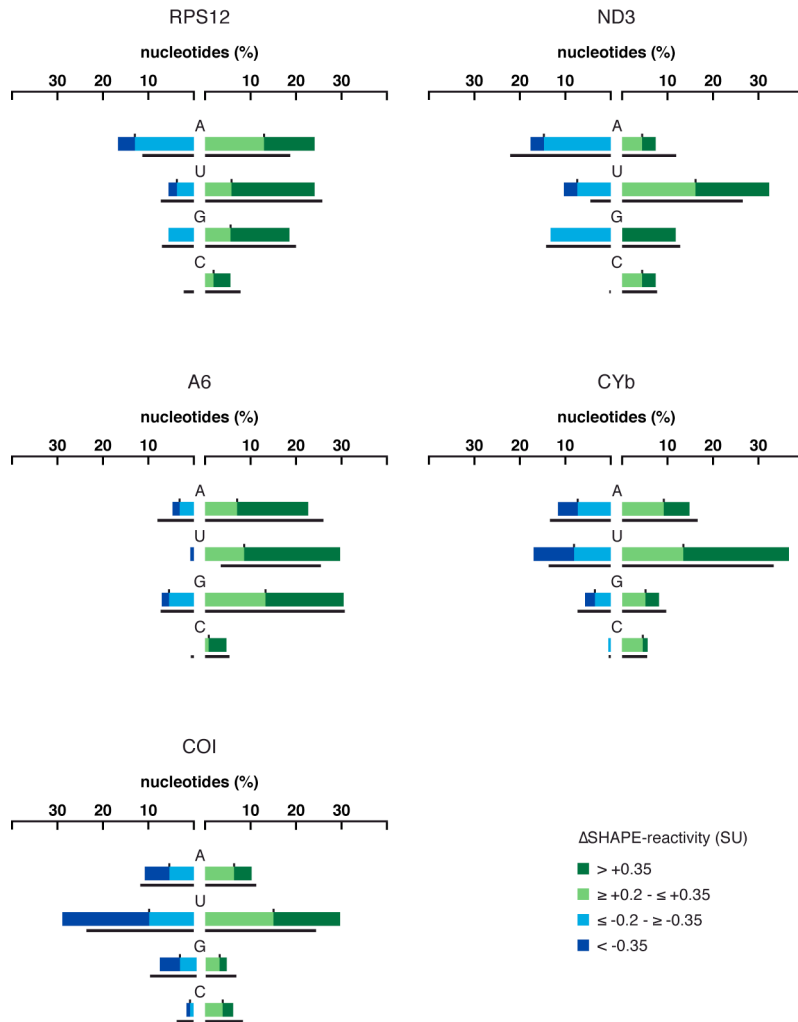 RPS12
nucleotides (%)
30 20 10 10 20 30
A
U
G
C
ND3
nucleotides (%)
30 20 10 10 20 30
A
U
G
C
A6
nucleotides (%)
30 20 10 10 20 30
A
U
G
C
CYb
nucleotides (%)
30 20 10 10 20 30
A
U
G
C
COI
nucleotides (%)
30 20 10 10 20 30
A
U
G
C
ΔSHAPE-reactivity (SU)
> +0.35
≥ +0.2 - ≤ +0.35
≤ -0.2 - ≥ -0.35
< -0.35